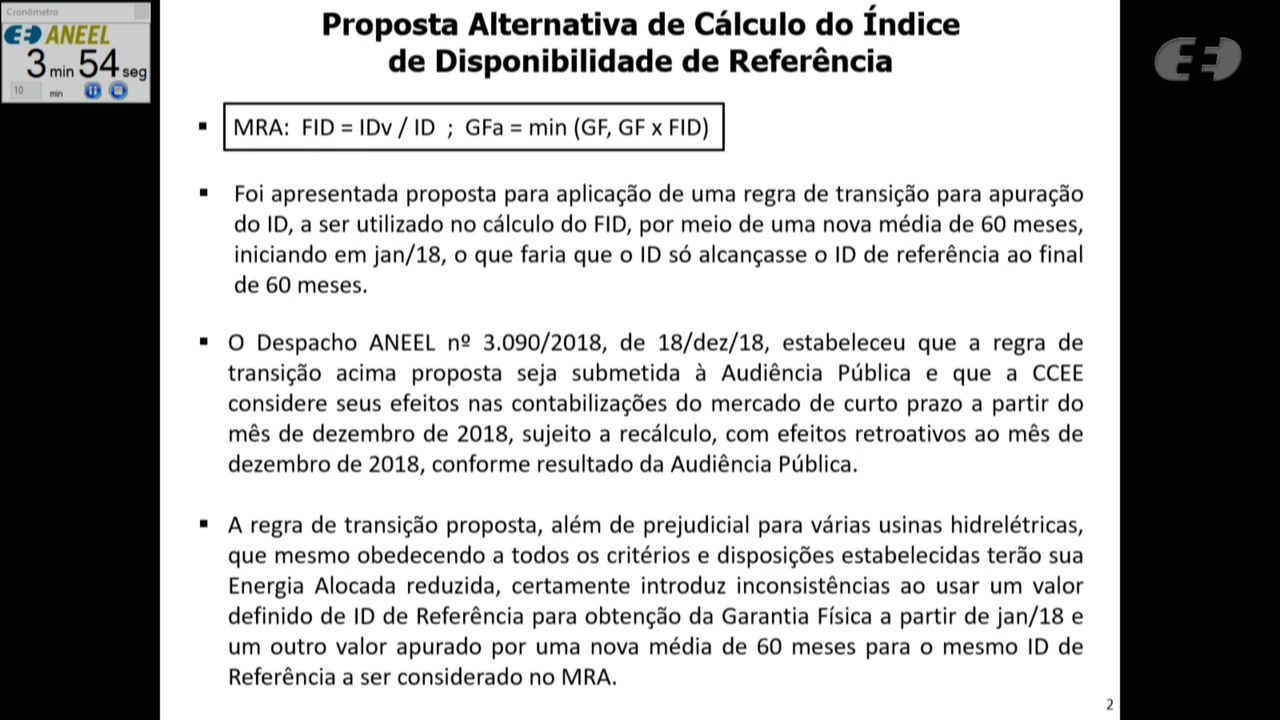 Cronômetro
ANEEL
3 min 54 seg
10 min
Proposta Alternativa de Cálculo do Índice
de Disponibilidade de Referência
▪ MRA: FID = IDv / ID ; GFa = min (GF, GF x FID)
▪ Foi apresentada proposta para aplicação de uma regra de transição para apuração
do ID, a ser utilizado no cálculo do FID, por meio de uma nova média de 60 meses,
iniciando em jan/18, o que faria que o ID só alcançasse o ID de referência ao final
de 60 meses.
▪ O Despacho ANEEL nº 3.090/2018, de 18/dez/18, estabeleceu que a regra de
transição acima proposta seja submetida à Audiência Pública e que a CCEE
considere seus efeitos nas contabilizações do mercado de curto prazo a partir do
mês de dezembro de 2018, sujeito a recálculo, com efeitos retroativos ao mês de
dezembro de 2018, conforme resultado da Audiência Pública.
▪ A regra de transição proposta, além de prejudicial para várias usinas hidrelétricas,
que mesmo obedecendo a todos os critérios e disposições estabelecidas terão sua
Energia Alocada reduzida, certamente introduz inconsistências ao usar um valor
definido de ID de Referência para obtenção da Garantia Física a partir de jan/18 e
um outro valor apurado por uma nova média de 60 meses para o mesmo ID de
Referência a ser considerado no MRA.
2